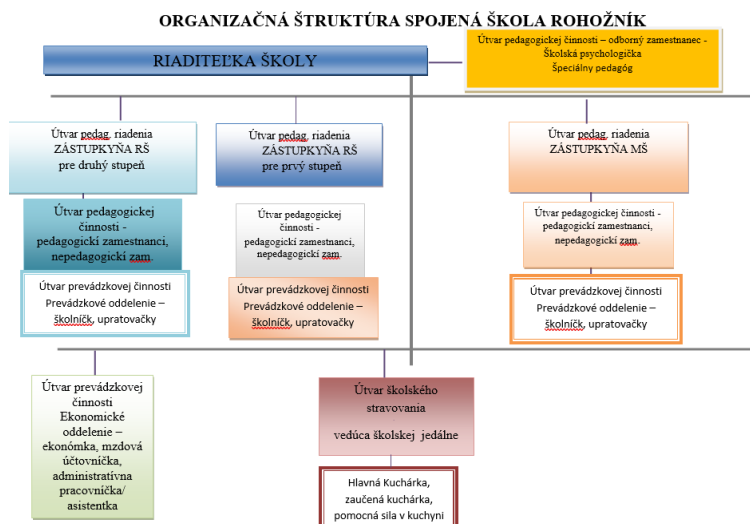 ORGANIZAČNÁ ŠTRUKTÚRA SPOJENÁ ŠKOLA ROHOŽNÍK
RIADITEĽKA ŠKOLY
Útvar pedagogickej činnosti – odborný zamestnanec -
Školská psychologička
Špeciálny pedagóg
Útvar pedag. riadenia
ZÁSTUPKYŇA RŠ
pre druhý stupeň
Útvar pedag. riadenia
ZÁSTUPKYŇA RŠ
pre prvý stupeň
Útvar pedag. riadenia
ZÁSTUPKYŇA MŠ
Útvar pedagogickej
činnosti -
pedagogickí zamestnanci,
nepedagogickí zam.
Útvar pedagogickej
činnosti
- pedagogickí zamestnanci,
nepedagogickí zam.
Útvar pedagogickej činnosti -
pedagogickí zamestnanci,
nepedagogickí zam.
Útvar prevádzkovej činnosti
Prevádzkové oddelenie –
školníčk, upratovačky
Útvar prevádzkovej činnosti
Prevádzkové oddelenie –
školníčk, upratovačky
Útvar prevádzkovej činnosti
Prevádzkové oddelenie –
školníčk, upratovačky
Útvar prevádzkovej
činnosti
Ekonomické
oddelenie –
ekonómka, mzdová
účtovníčka,
administratívna
pracovníčka/
asistentka
Útvar školského
stravovania
vedúca školskej jedálne
Hlavná Kuchárka,
zaučená kuchárka,
pomocná sila v kuchyni